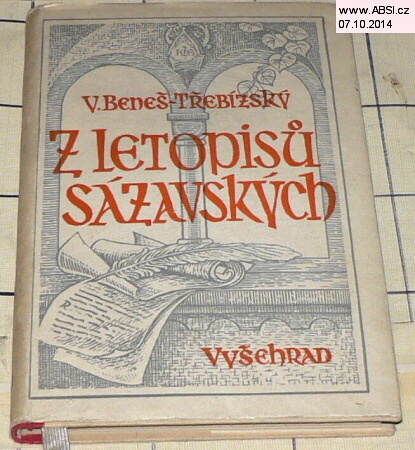 www.ABSI.cz
07.10.2014
V. Beneš-Třebízský
Z letopisů
sázavských
Vyšehrad